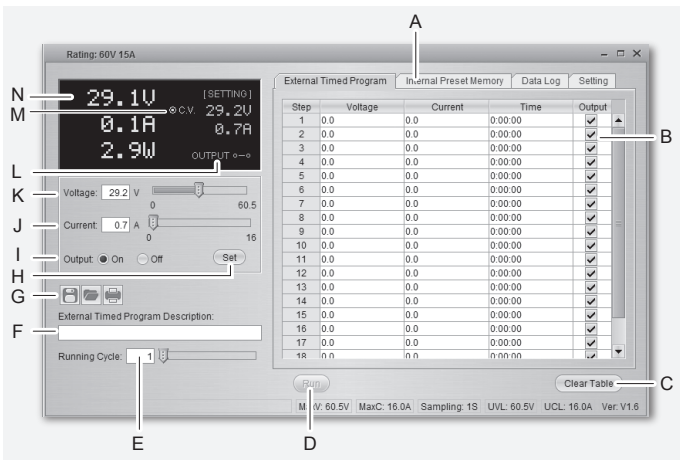 A
Rating: 60V 15A
N
29.1V
[SETTING]
M
C.V. 29.2V
0.1A
0.7A
2.9W
OUTPUT
L
K
Voltage: 29.2 V
0 60.5
J
Current: 0.7 A
0 16
I
Output: On Off
Set
H
G
External Timed Program Description:
F
Running Cycle: 1
E
External Timed Program Internal Preset Memory Data Log Setting
Step Voltage Current Time Output
1 0.0 0.0 0:00:00
2 0.0 0.0 0:00:00
B
3 0.0 0.0 0:00:00
4 0.0 0.0 0:00:00
5 0.0 0.0 0:00:00
6 0.0 0.0 0:00:00
7 0.0 0.0 0:00:00
8 0.0 0.0 0:00:00
9 0.0 0.0 0:00:00
10 0.0 0.0 0:00:00
11 0.0 0.0 0:00:00
12 0.0 0.0 0:00:00
13 0.0 0.0 0:00:00
14 0.0 0.0 0:00:00
15 0.0 0.0 0:00:00
16 0.0 0.0 0:00:00
17 0.0 0.0 0:00:00
18 0.0 0.0 0:00:00
Run
Clear Table
C
D
MaxV: 60.5V MaxC: 16.0A Sampling: 1S UVL: 60.5V UCL: 16.0A Ver: V1.6